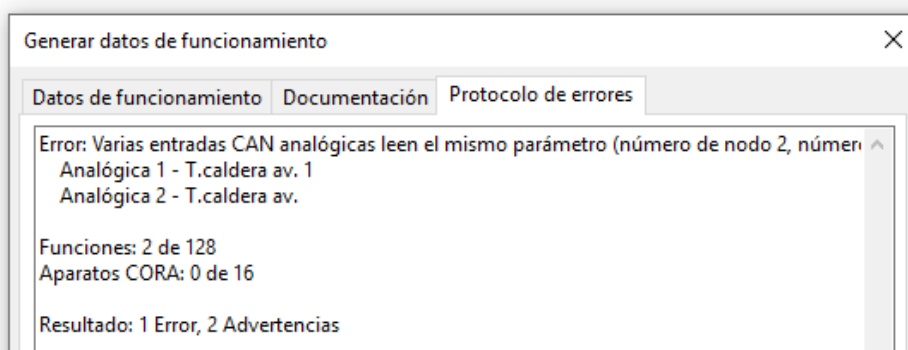 Generar datos de funcionamiento
Datos de funcionamiento Documentación Protocolo de errores
Error: Varias entradas CAN analógicas leen el mismo parámetro (número de nodo 2,
Analógica 1 - T.caldera av. 1
Analógica 2 - T.caldera av.
Funciones: 2 de 128
Aparatos CORA: 0 de 16
Resultado: 1 Error, 2 Advertencias